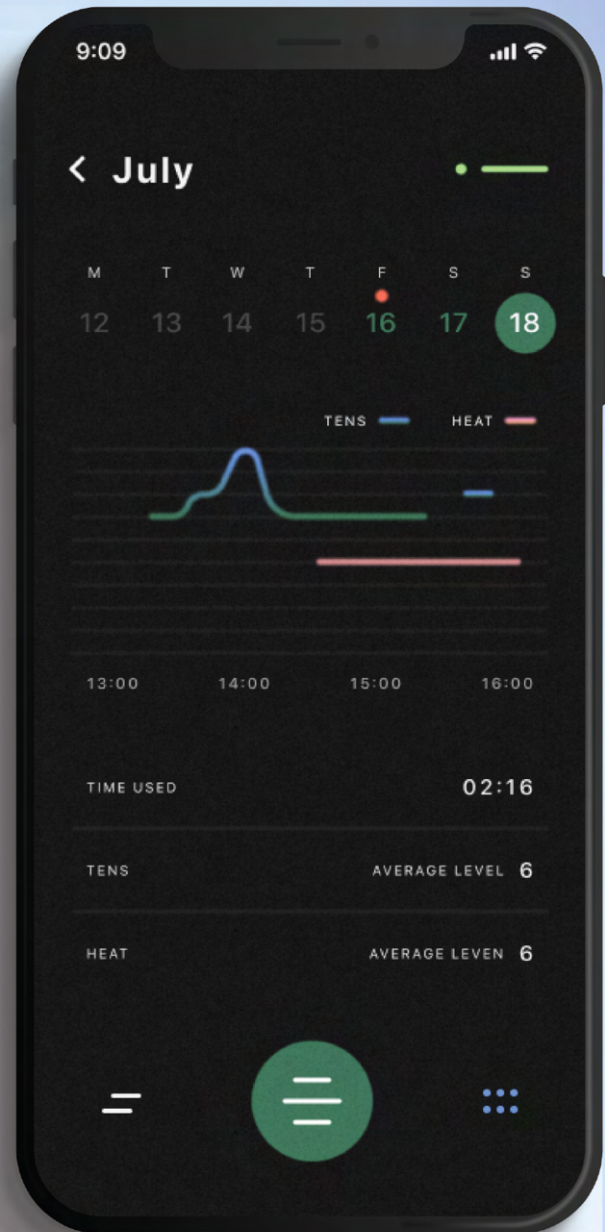 9:09
July
M T W T F S S
12 13 14 15 16 17 18
TENS HEAT
13:00 14:00 15:00 16:00
TIME USED 02:16
TENS AVERAGE LEVEL 6
HEAT AVERAGE LEVEN 6